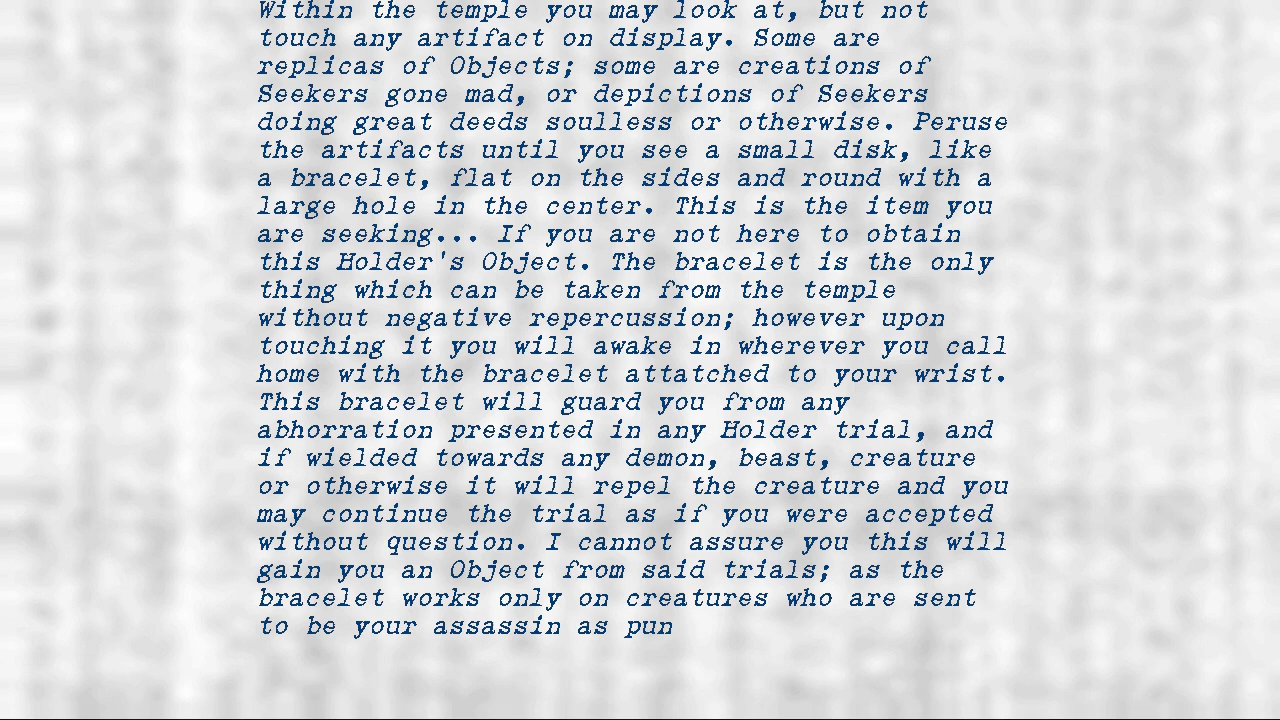 Within the temple you may look at, but not
touch any artifact on display. Some are
replicas of Objects; some are creations of
Seekers gone mad, or depictions of Seekers
doing great deeds soulless or otherwise. Peruse
the artifacts until you see a small disk, like
a bracelet, flat on the sides and round with a
large hole in the center. This is the item you
are seeking... If you are not here to obtain
this Holder's Object. The bracelet is the only
thing which can be taken from the temple
without negative repercussion; however upon
touching it you will awake in wherever you call
home with the bracelet attatched to your wrist.
This bracelet will guard you from any
abhorration presented in any Holder trial, and
if wielded towards any demon, beast, creature
or otherwise it will repel the creature and you
may continue the trial as if you were accepted
without question. I cannot assure you this will
gain you an Object from said trials; as the
bracelet works only on creatures who are sent
to be your assassin as pun